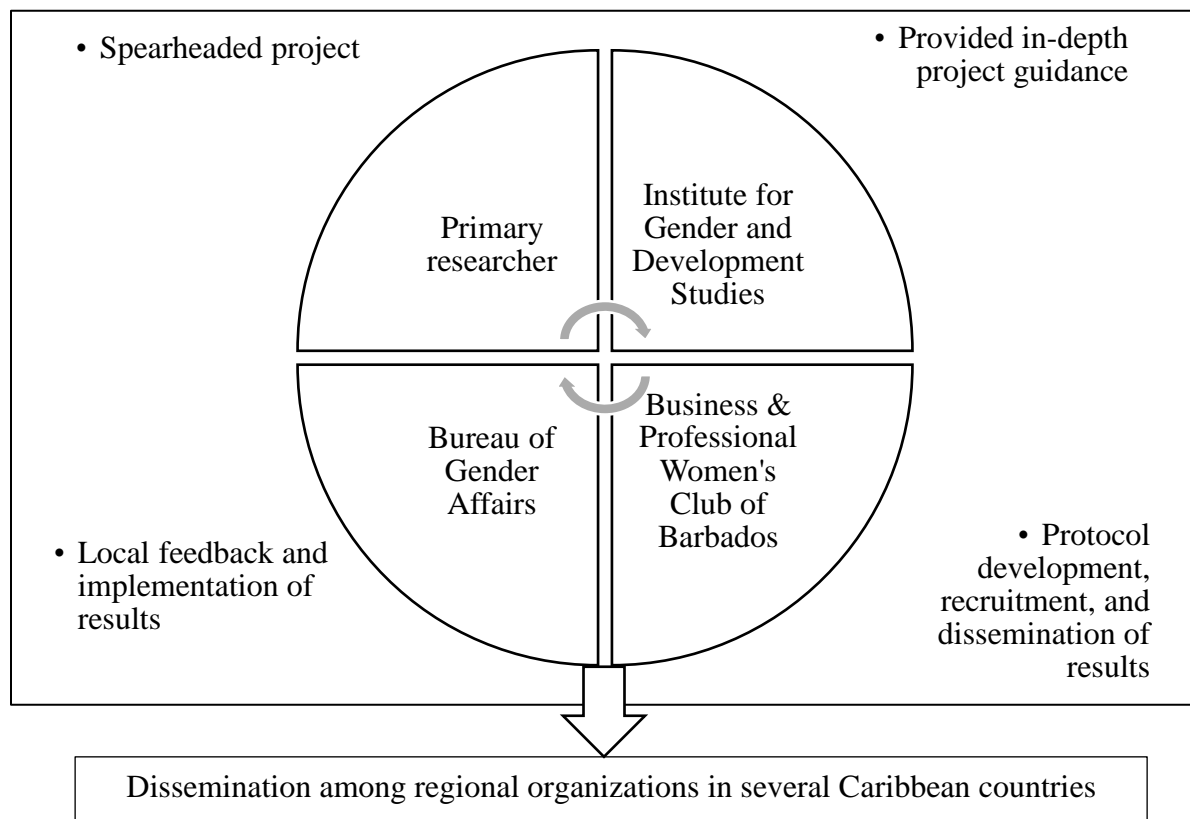 • Spearheaded project
• Provided in-depth
project guidance
Primary
researcher
Institute for
Gender and
Development
Studies
Bureau of
Gender
Affairs
Business &
Professional
Women's
Club of
Barbados
• Local feedback and
implementation of
results
• Protocol
development,
recruitment, and
dissemination of
results
Dissemination among regional organizations in several Caribbean countries